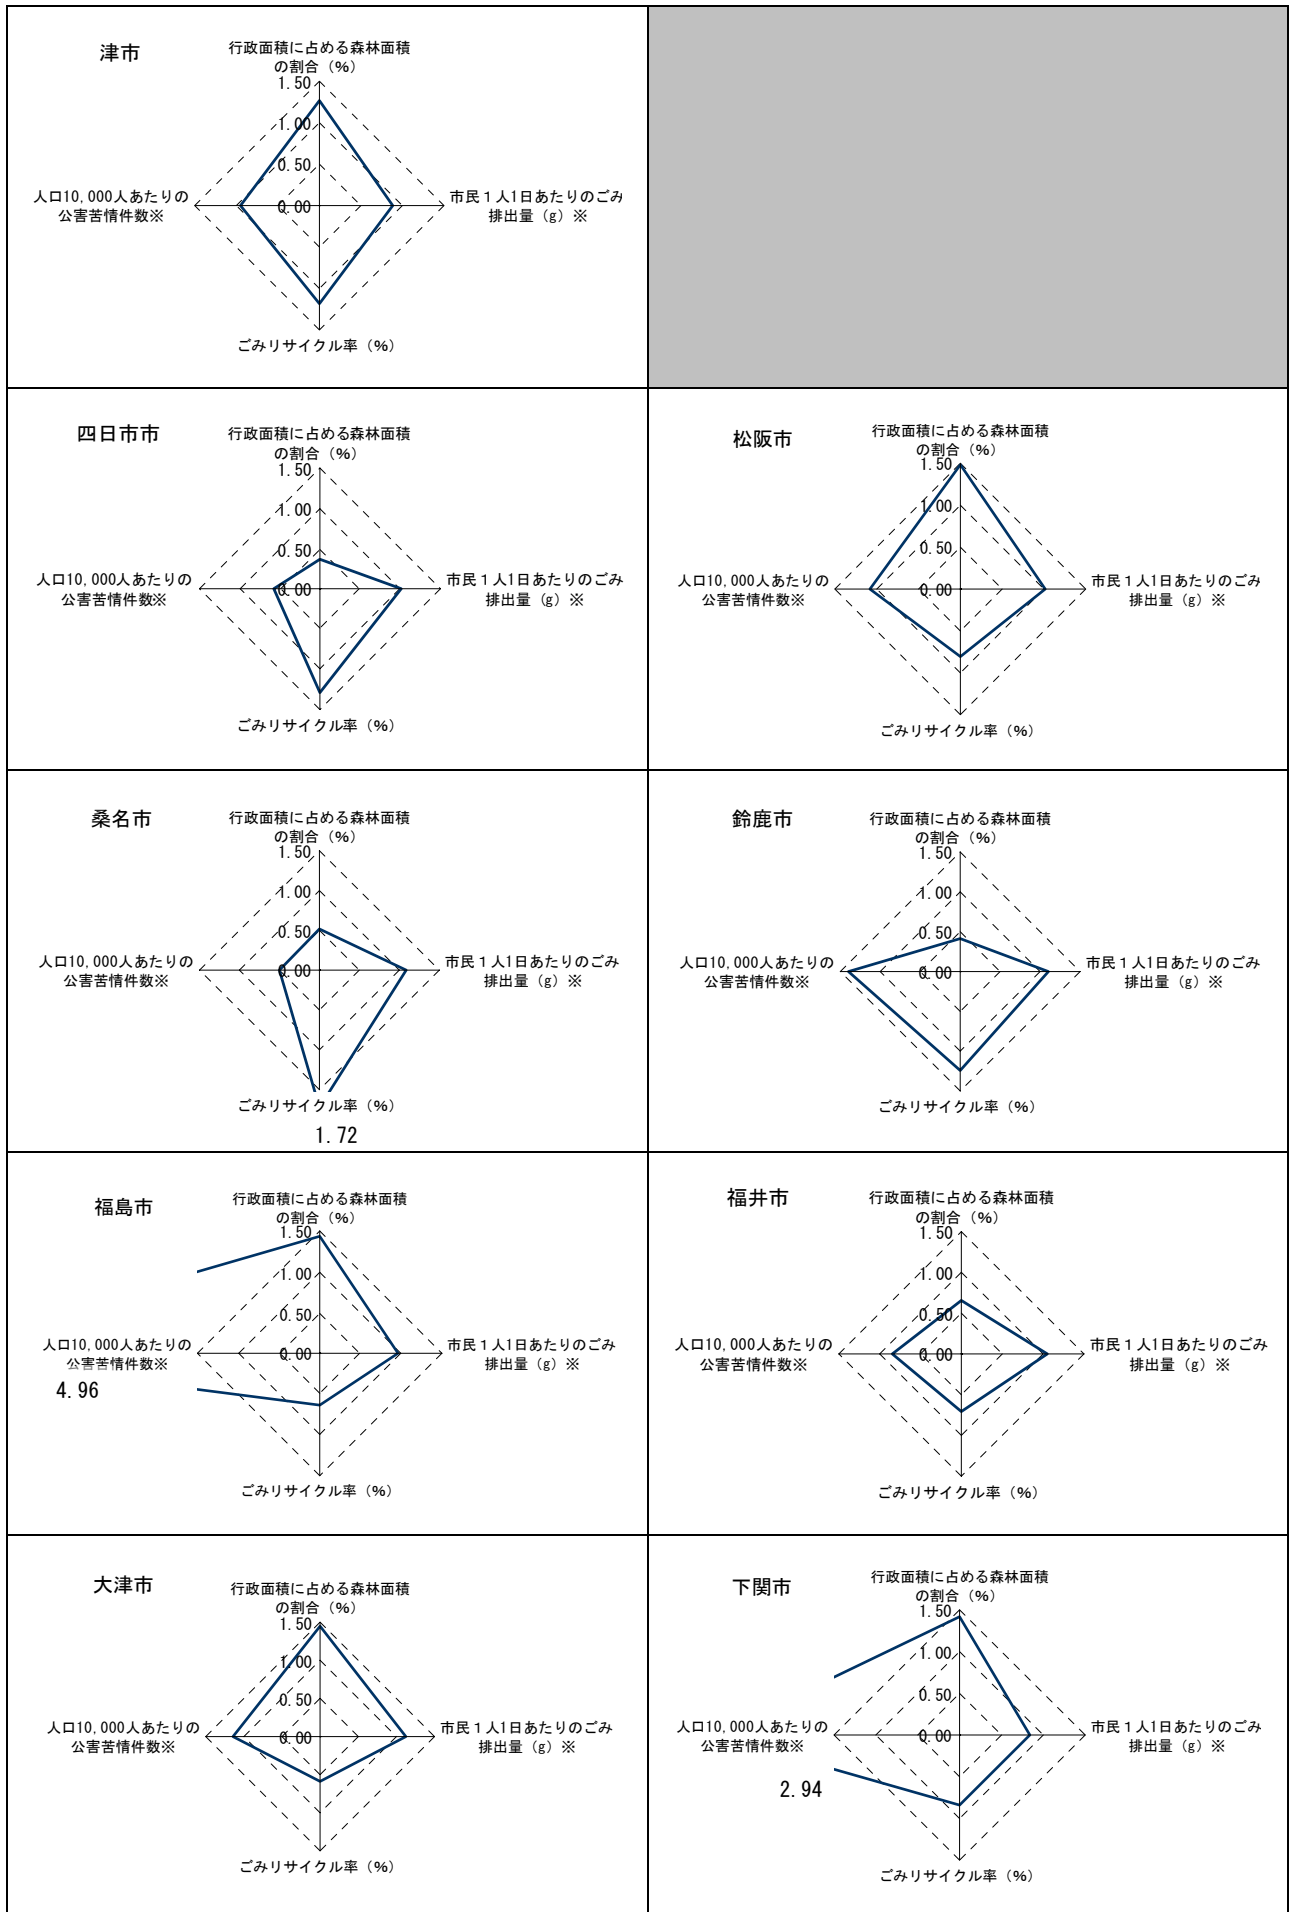 津市
行政面積に占める森林面積
の割合（%）
1.50
1.00
0.50
0.00
人口10,000人あたりの
公害苦情件数※
市民１人1日あたりのごみ
排出量（g）※
ごみリサイクル率（%）
四日市市
行政面積に占める森林面積
の割合（%）
1.50
1.00
0.50
0.00
人口10,000人あたりの
公害苦情件数※
市民１人1日あたりのごみ
排出量（g）※
ごみリサイクル率（%）
松阪市
行政面積に占める森林面積
の割合（%）
1.50
1.00
0.50
0.00
人口10,000人あたりの
公害苦情件数※
市民１人1日あたりのごみ
排出量（g）※
ごみリサイクル率（%）
桑名市
行政面積に占める森林面積
の割合（%）
1.50
1.00
0.50
0.00
人口10,000人あたりの
公害苦情件数※
市民１人1日あたりのごみ
排出量（g）※
ごみリサイクル率（%）
1.72
鈴鹿市
行政面積に占める森林面積
の割合（%）
1.50
1.00
0.50
0.00
人口10,000人あたりの
公害苦情件数※
市民１人1日あたりのごみ
排出量（g）※
ごみリサイクル率（%）
福島市
行政面積に占める森林面積
の割合（%）
1.50
1.00
0.50
0.00
人口10,000人あたりの
公害苦情件数※
4.96
市民１人1日あたりのごみ
排出量（g）※
ごみリサイクル率（%）
福井市
行政面積に占める森林面積
の割合（%）
1.50
1.00
0.50
0.00
人口10,000人あたりの
公害苦情件数※
市民１人1日あたりのごみ
排出量（g）※
ごみリサイクル率（%）
大津市
行政面積に占める森林面積
の割合（%）
1.50
1.00
0.50
0.00
人口10,000人あたりの
公害苦情件数※
市民１人1日あたりのごみ
排出量（g）※
ごみリサイクル率（%）
下関市
行政面積に占める森林面積
の割合（%）
1.50
1.00
0.50
0.00
人口10,000人あたりの
公害苦情件数※
2.94
市民１人1日あたりのごみ
排出量（g）※
ごみリサイクル率（%）